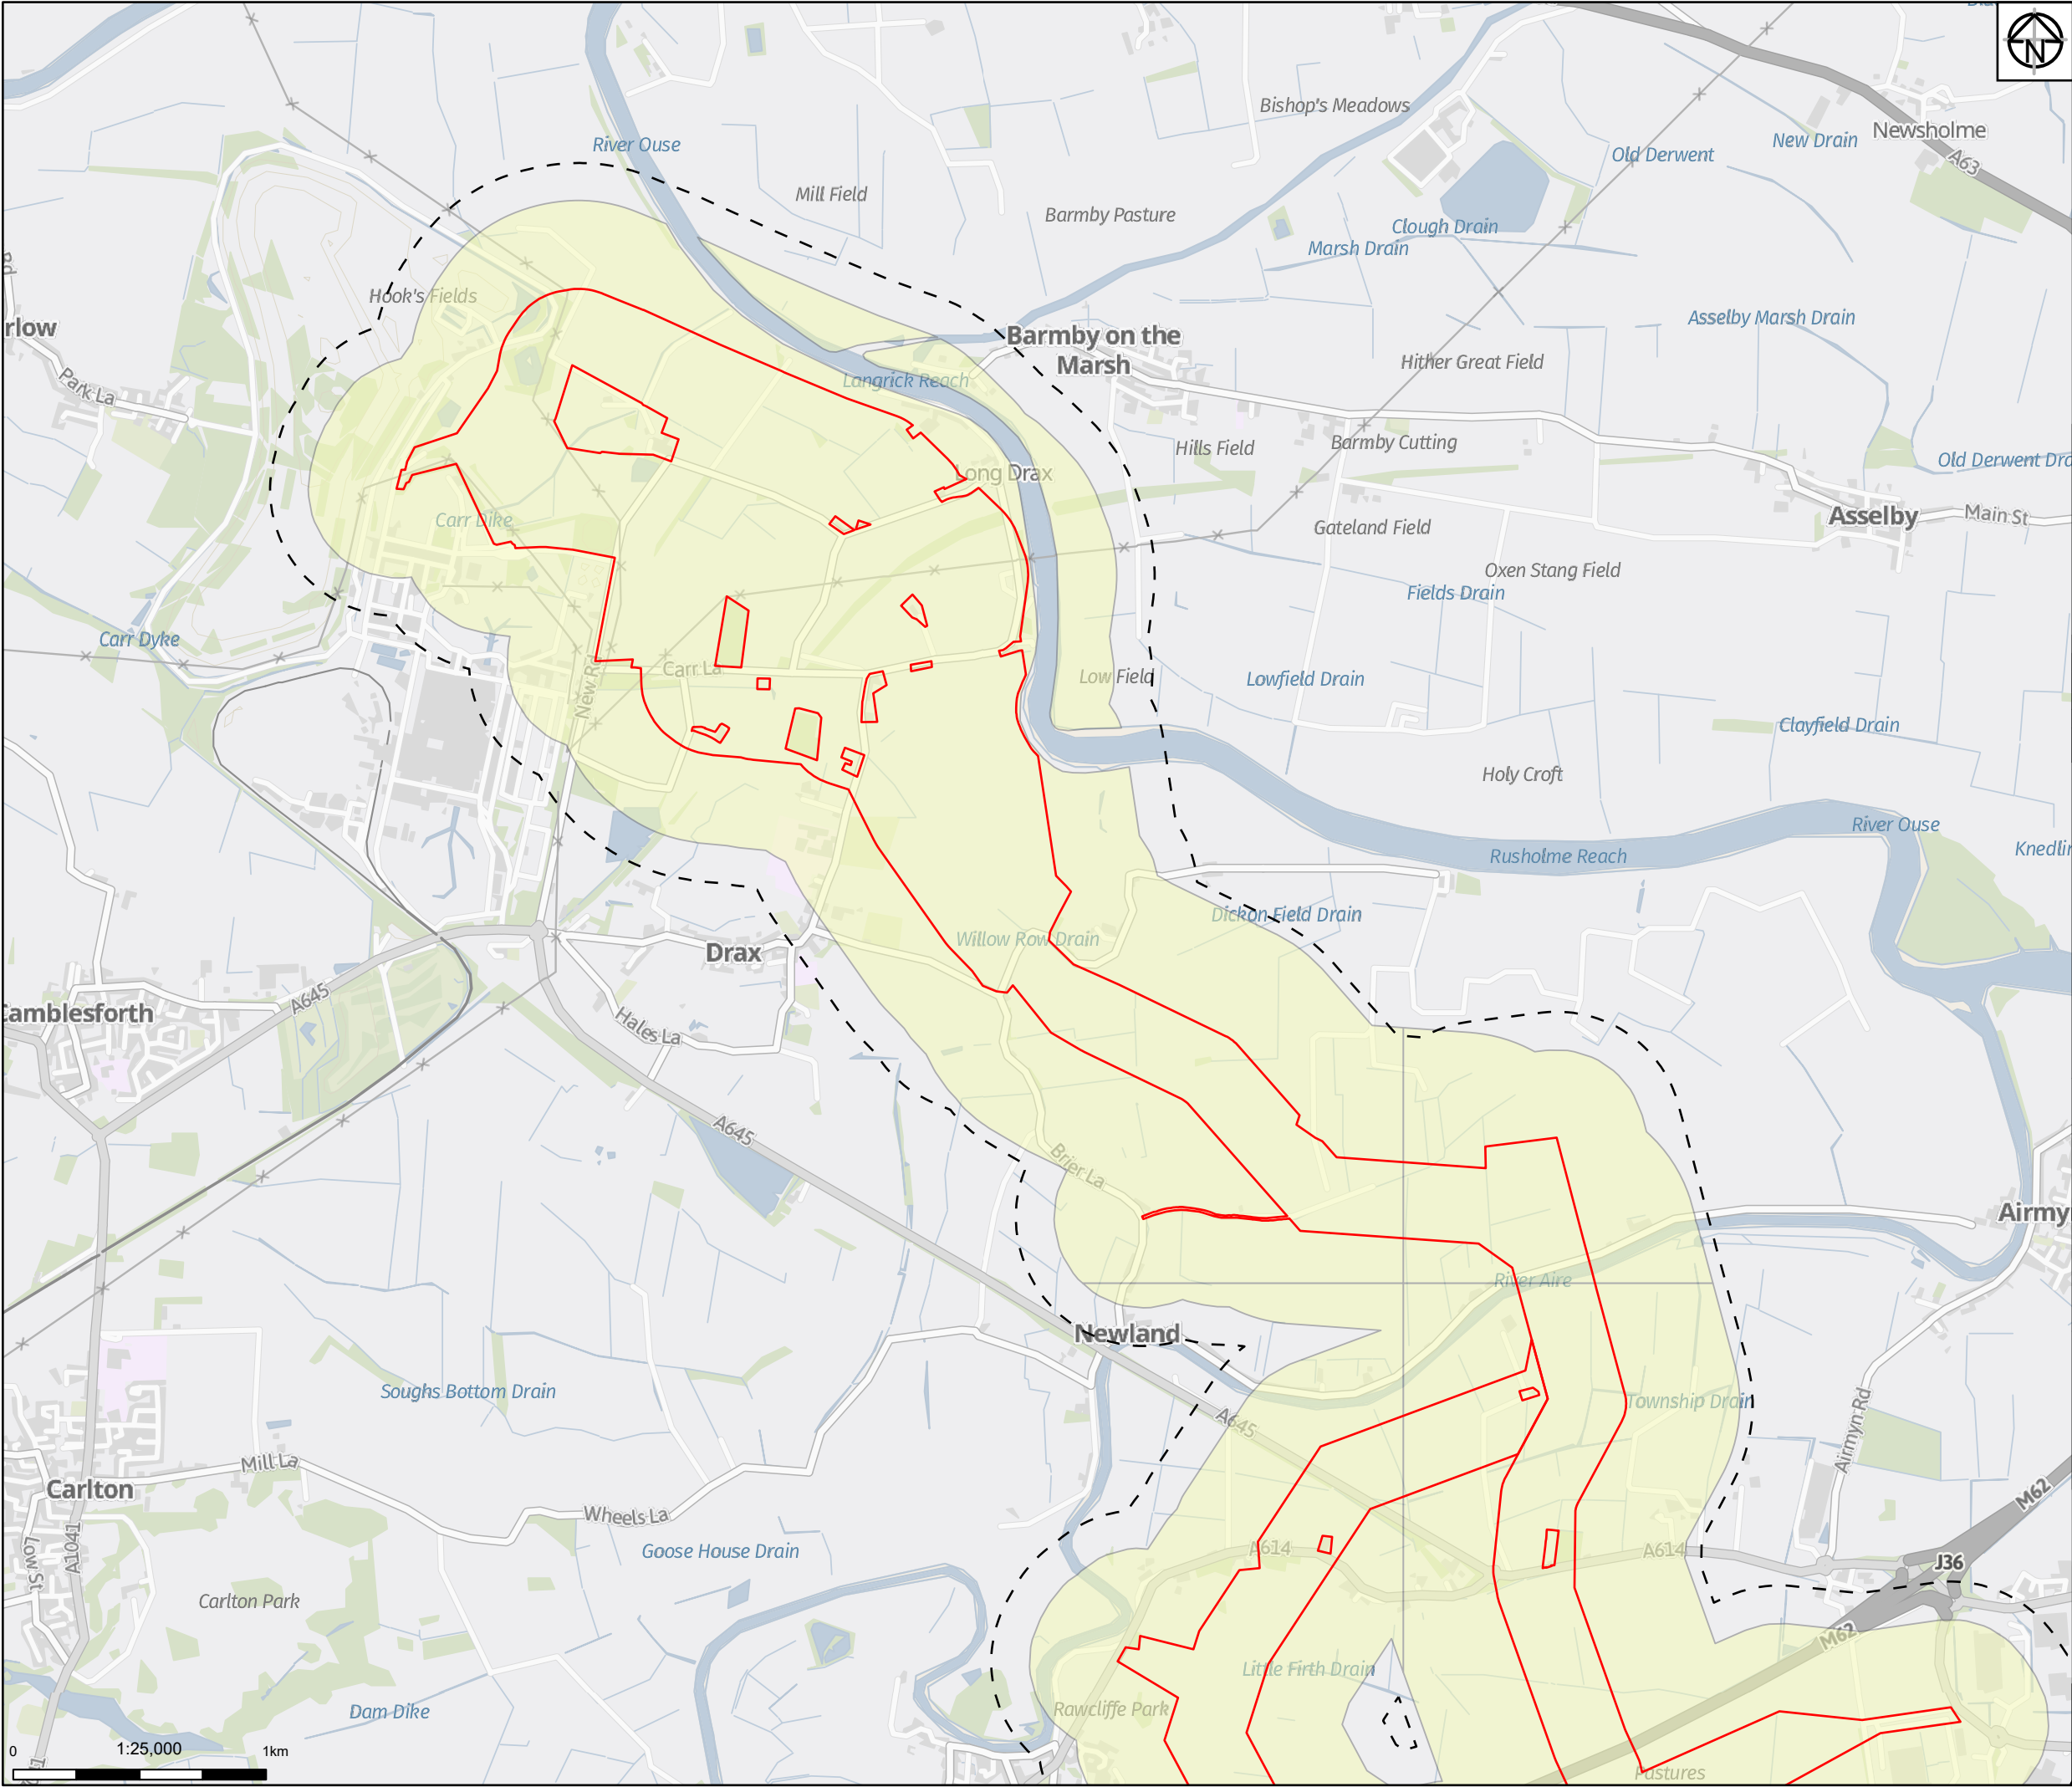 N
Bishop's Meadows
Newsholme
New Drain
River Ouse
Old Derwent
A63
Mill Field
Barmby Pasture
Clough Drain
Marsh Drain
Hook's Fields
rlow
Asselby Marsh Drain
Barmby on the
Marsh
Hither Great Field
Park La
Langrick Reach
Hills Field
Barmby Cutting
Long Drax
Old Derwent Dra
Carr Dike
Gateland Field
Asselby
Main St
Oxen Stang Field
Fields Drain
Carr Dyke
Carr La
New Rd
Low Field
Lowfield Drain
Clayfield Drain
Holy Croft
River Ouse
Rusholme Reach
Knedlin
Dickon Field Drain
Willow Row Drain
Drax
A645
Camblesforth
Hales La
A645
Brier La
Airmy
River Aire
Newland
Soughs Bottom Drain
Township Drain
A645
Airmyn Rd
Mill La
Carlton
M62
Wheels La
A1041
Low St
Goose House Drain
A614
A614
J36
Carlton Park
M62
Little Firth Drain
Rawcliffe Park
Dam Dike
Pastures
0 1:25,000 1km